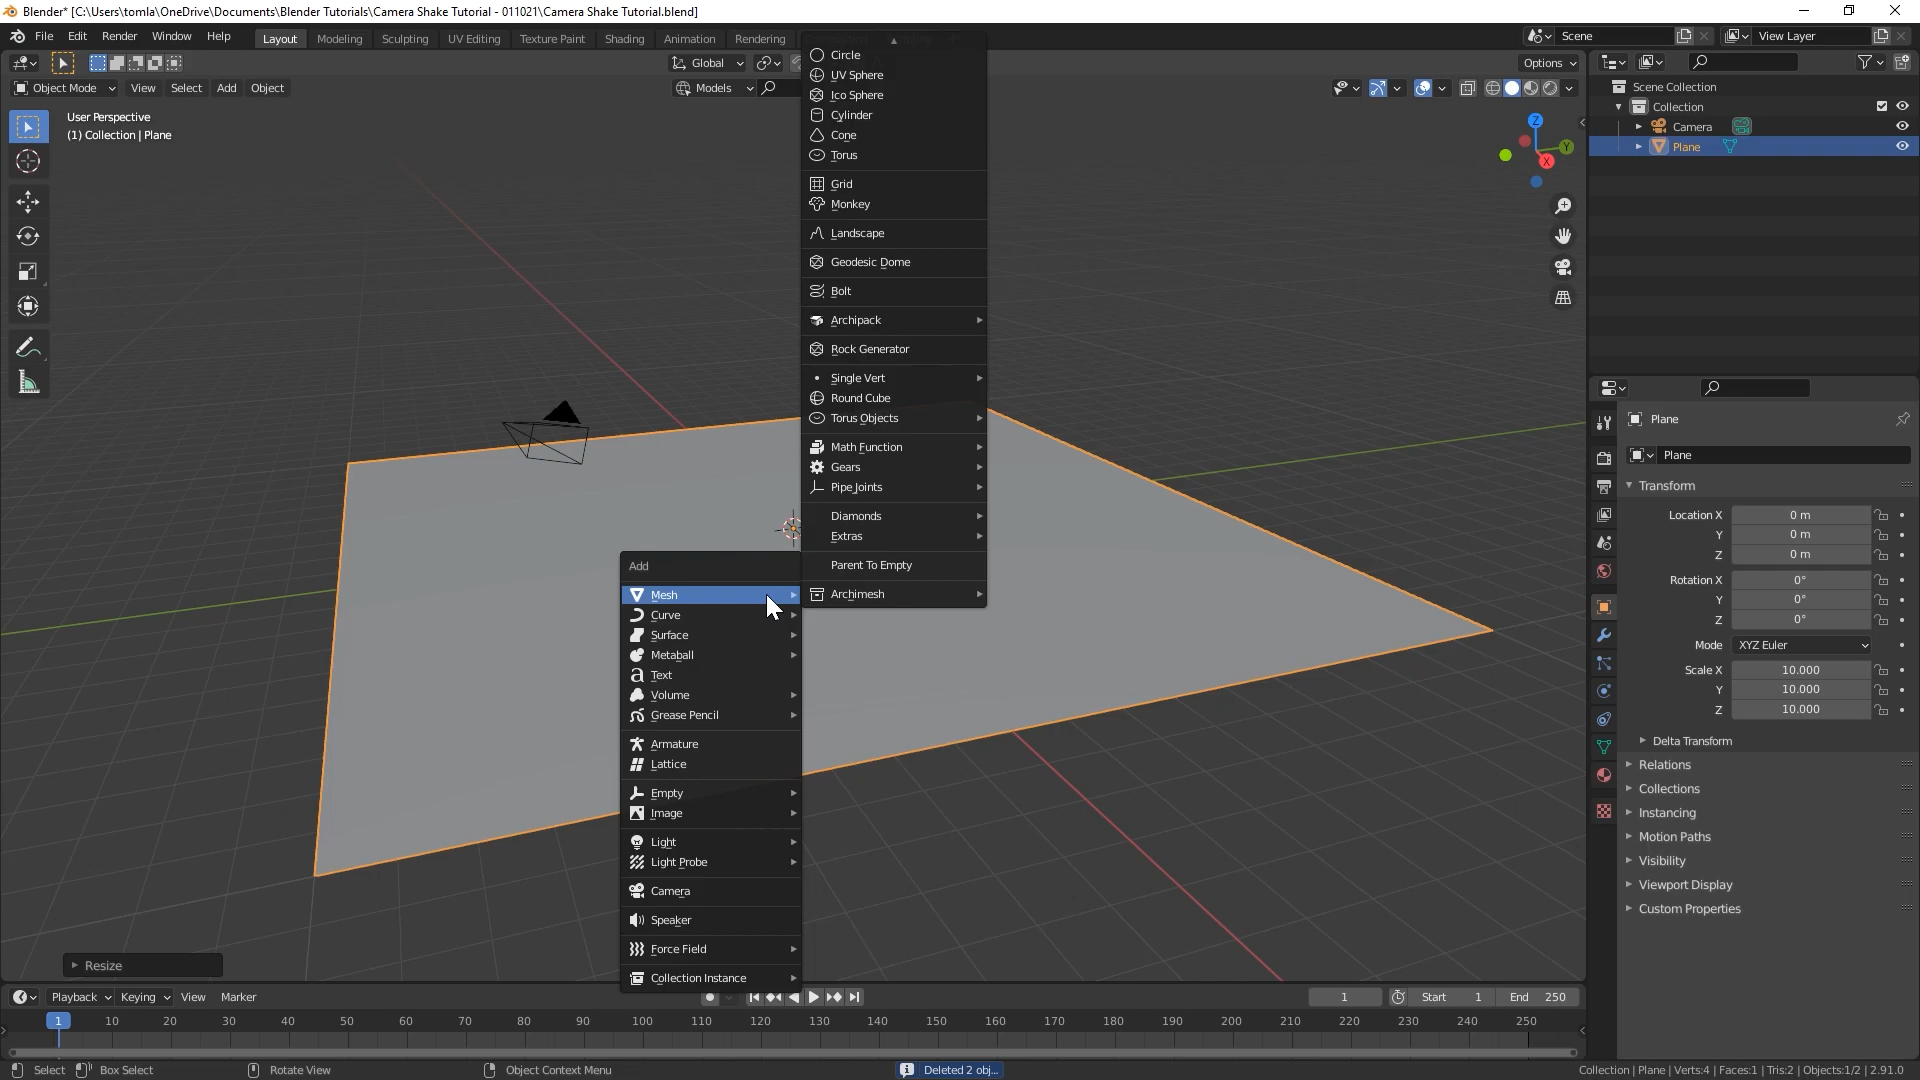 Blender* [C:\Users\tomla\OneDrive\Documents\Blender Tutorials\Camera Shake Tutorial - 011021\Camera Shake Tutorial.blend]
File Edit Render Window Help Layout Modeling Sculpting UV Editing Texture Paint Shading Animation Rendering Scene View Layer
Global Options
Object Mode View Select Add Object Models
User Perspective
(1) Collection | Plane
Circle
UV Sphere
Ico Sphere
Cylinder
Cone
Torus
Grid
Monkey
Landscape
Geodesic Dome
Bolt
Archipack
Rock Generator
Single Vert
Round Cube
Torus Objects
Math Function
Gears
Pipe Joints
Diamonds
Extras
Parent To Empty
Archimesh
Add
Mesh
Curve
Surface
Metaball
Text
Volume
Grease Pencil
Armature
Lattice
Empty
Image
Light
Light Probe
Camera
Speaker
Force Field
Collection Instance
Z
Y
X
Scene Collection
Collection
Camera
Plane
Plane
Plane
Transform
Location X 0 m
Y 0 m
Z 0 m
Rotation X 0°
Y 0°
Z 0°
Mode XYZ Euler
Scale X 10.000
Y 10.000
Z 10.000
Delta Transform
Relations
Collections
Instancing
Motion Paths
Visibility
Viewport Display
Custom Properties
Resize
Playback Keying View Marker 1 Start 1 End 250
1 10 20 30 40 50 60 70 80 90 100 110 120 130 140 150 160 170 180 190 200 210 220 230 240 250
Select Box Select Rotate View Object Context Menu Deleted 2 obj... Collection | Plane | Verts:4 | Faces:1 | Tris:2 | Objects:1/2 | 2.91.0